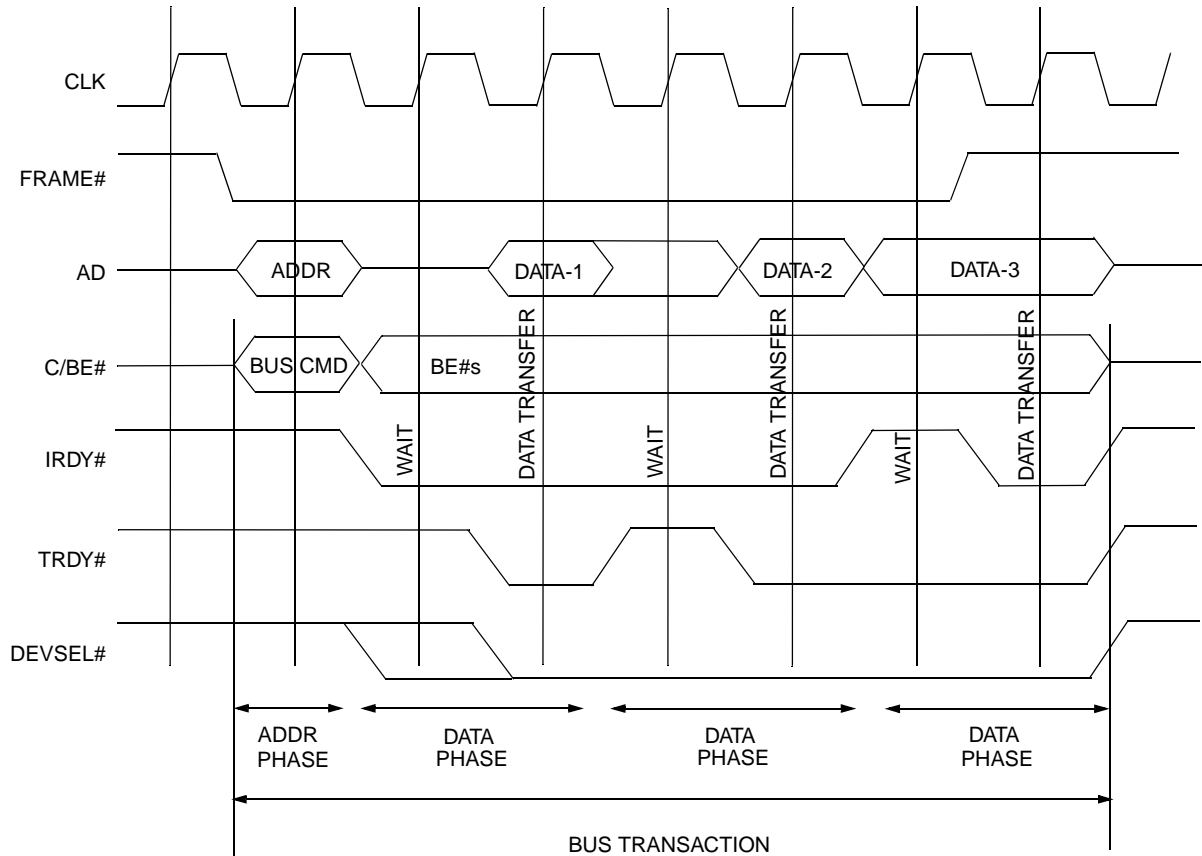 CLK
FRAME#
AD
ADDR
DATA-1
DATA-2
DATA-3
C/BE#
BUS CMD
BE#s
IRDY#
WAIT
DATA TRANSFER
WAIT
DATA TRANSFER
WAIT
DATA TRANSFER
TRDY#
DEVSEL#
ADDR
PHASE
DATA
PHASE
DATA
PHASE
DATA
PHASE
BUS TRANSACTION